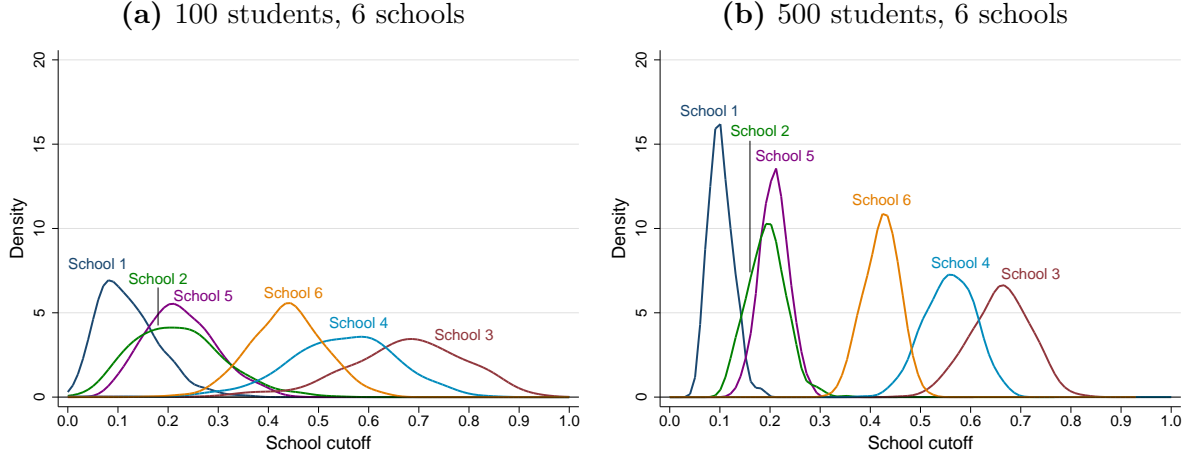 (a) 100 students, 6 schools
20
15
10
5
0
Density
School 1
School 2
School 5
School 6
School 4
School 3
0.0 0.1 0.2 0.3 0.4 0.5 0.6 0.7 0.8 0.9 1.0
School cutoff
(b) 500 students, 6 schools
20
15
10
5
0
Density
School 1
School 2
School 5
School 6
School 4
School 3
0.0 0.1 0.2 0.3 0.4 0.5 0.6 0.7 0.8 0.9 1.0
School cutoff